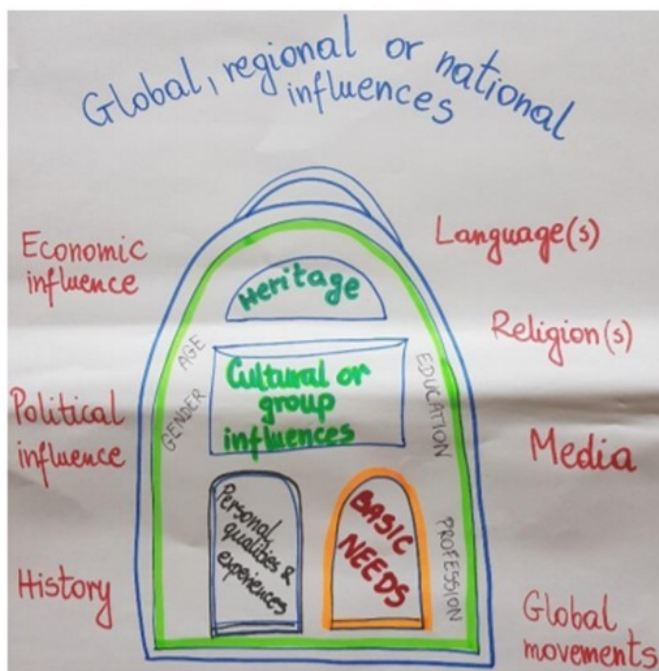 Global, regional or national
influences
Economic
influence
Language(s)
Heritage
Religion(s)
AGE
GENDER
Cultural or
group
influences
EDUCATION
Political
influence
Media
Personal
qualities &
experiences
BASIC
NEEDS
PROFESSION
History
Global
movements